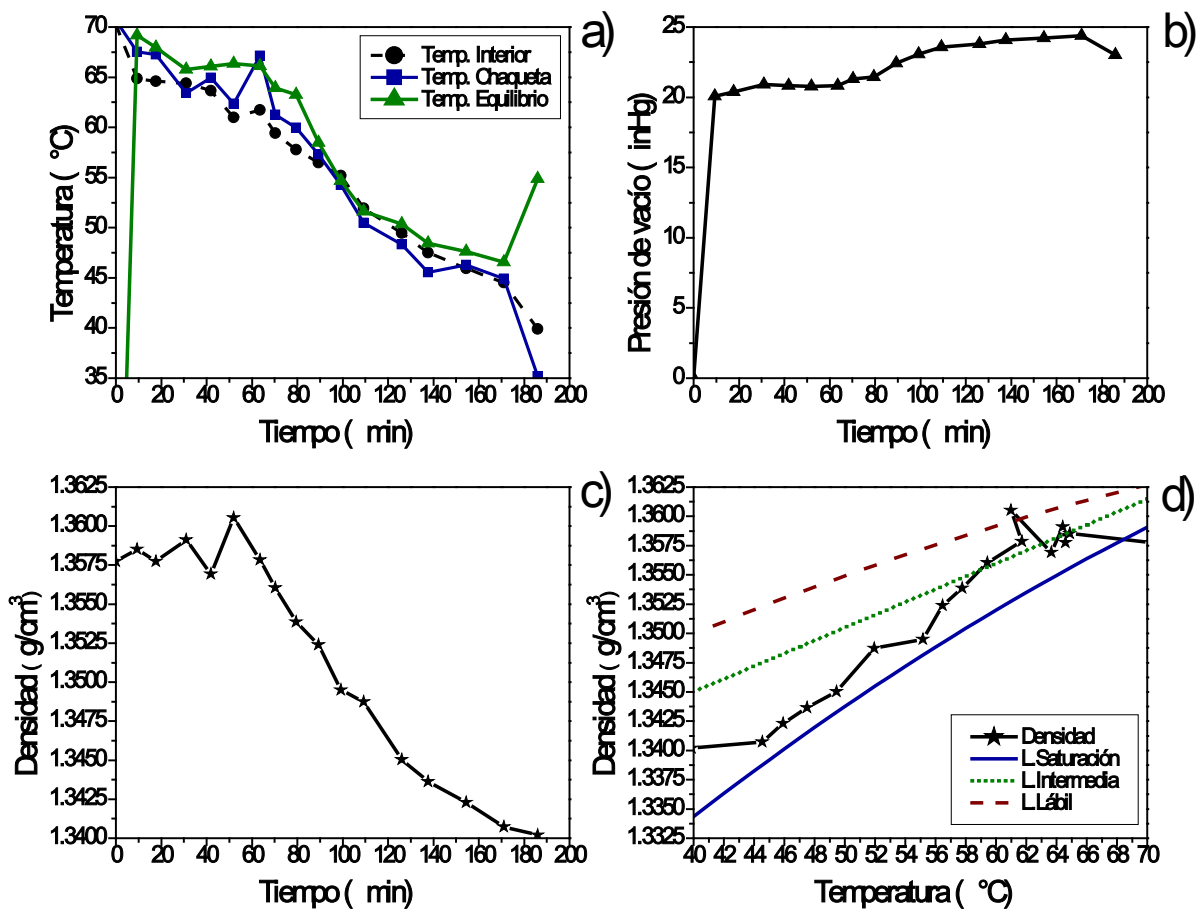 a)
70
65
60
55
50
45
40
35
Temperatura ( °C)
Temp. Interior
Temp. Chaqueta
Temp. Equilibrio
0 20 40 60 80 100 120 140 160 180 200
Tiempo ( min)
b)
25
20
15
10
5
0
Presión de vacío ( inHg)
0 20 40 60 80 100 120 140 160 180 200
Tiempo ( min)
c)
1.3625
1.3600
1.3575
1.3550
1.3525
1.3500
1.3475
1.3450
1.3425
1.3400
Densidad ( g/cm³)
0 20 40 60 80 100 120 140 160 180 200
Tiempo ( min)
d)
1.3625
1.3600
1.3575
1.3550
1.3525
1.3500
1.3475
1.3450
1.3425
1.3400
1.3375
1.3350
1.3325
Densidad ( g/cm³)
Densidad
L.Saturación
L.Intermedia
L.Lábil
40 42 44 46 48 50 52 54 56 58 60 62 64 66 68 70
Temperatura ( °C)